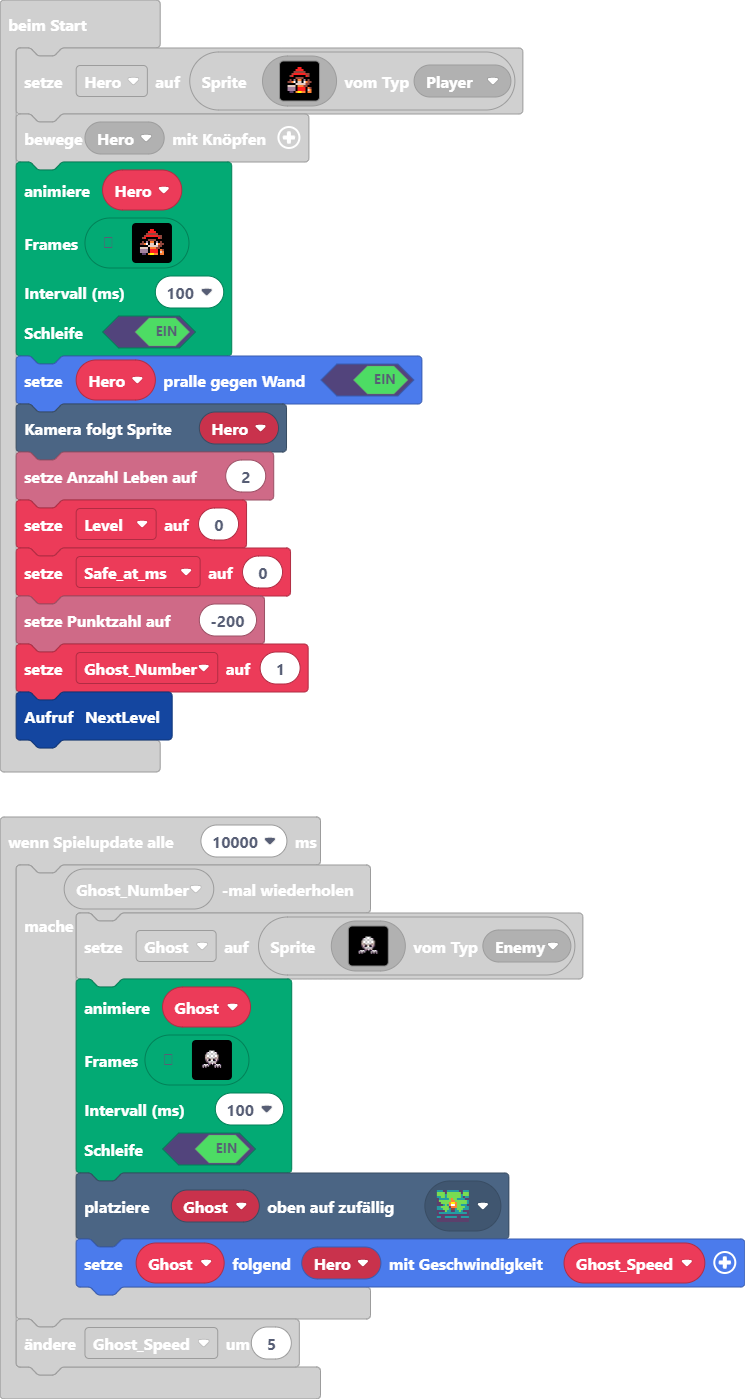 beim Start
setze Hero auf Sprite vom Typ Player
bewege Hero mit Knöpfen
animiere Hero
Frames
Intervall (ms) 100
Schleife EIN
setze Hero pralle gegen Wand EIN
Kamera folgt Sprite Hero
setze Anzahl Leben auf 2
setze Level auf 0
setze Safe_at_ms auf 0
setze Punktzahl auf -200
setze Ghost_Number auf 1
Aufruf NextLevel
wenn Spielupdate alle 10000 ms
Ghost_Number -mal wiederholen
mache
setze Ghost auf Sprite vom Typ Enemy
animiere Ghost
Frames
Intervall (ms) 100
Schleife EIN
platziere Ghost oben auf zufällig
setze Ghost folgend Hero mit Geschwindigkeit Ghost_Speed
ändere Ghost_Speed um 5